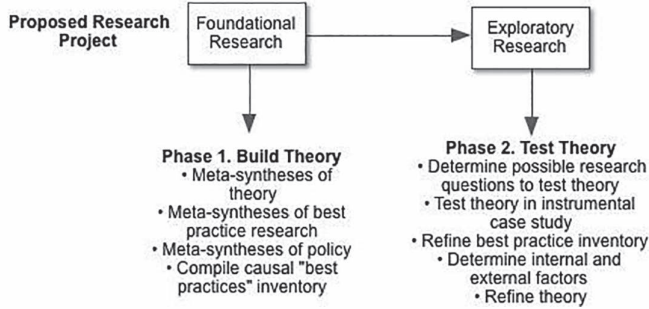 Proposed Research
Project
Foundational
Research
Exploratory
Research
Phase 1. Build Theory
• Meta-syntheses of
theory
• Meta-syntheses of best
practice research
• Meta-syntheses of policy
• Compile causal "best
practices" inventory
Phase 2. Test Theory
• Determine possible research
questions to test theory
• Test theory in instrumental
case study
• Refine best practice inventory
• Determine internal and
external factors
• Refine theory